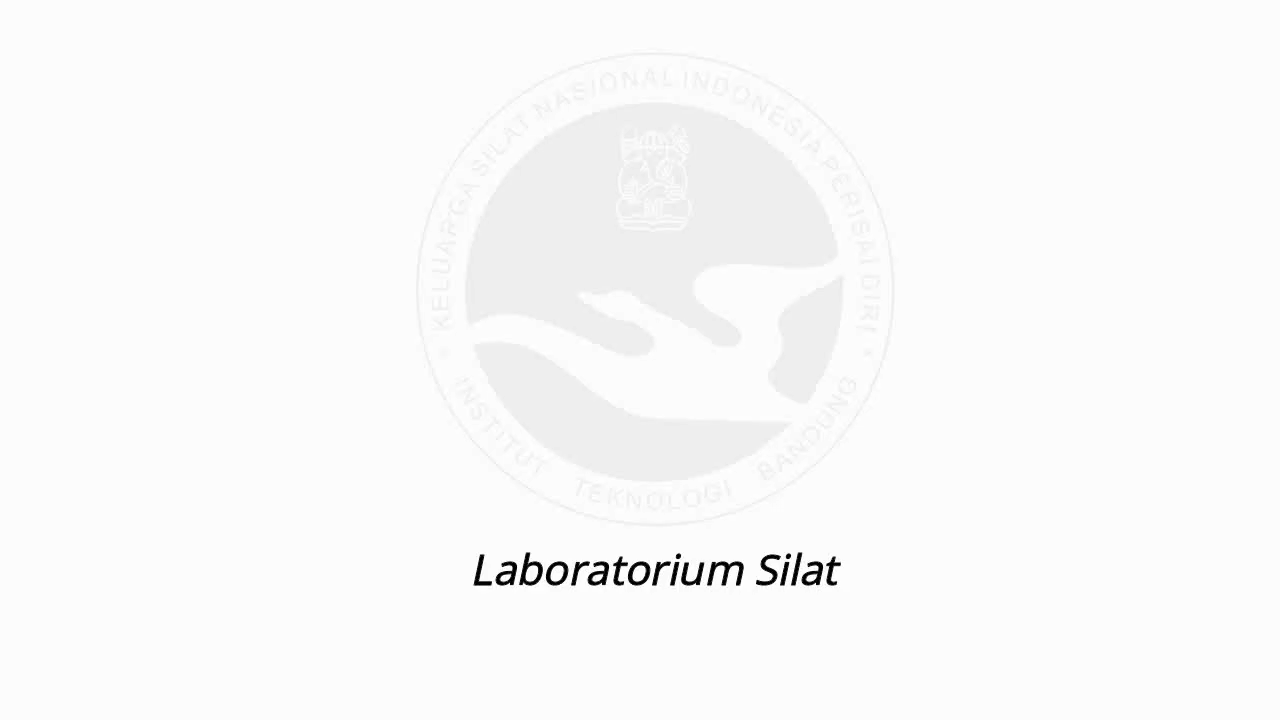 KELUARGA SILAT NASIONAL INDONESIA PERISAI DIRI
INSTITUT TEKNOLOGI BANDUNG
Laboratorium Silat